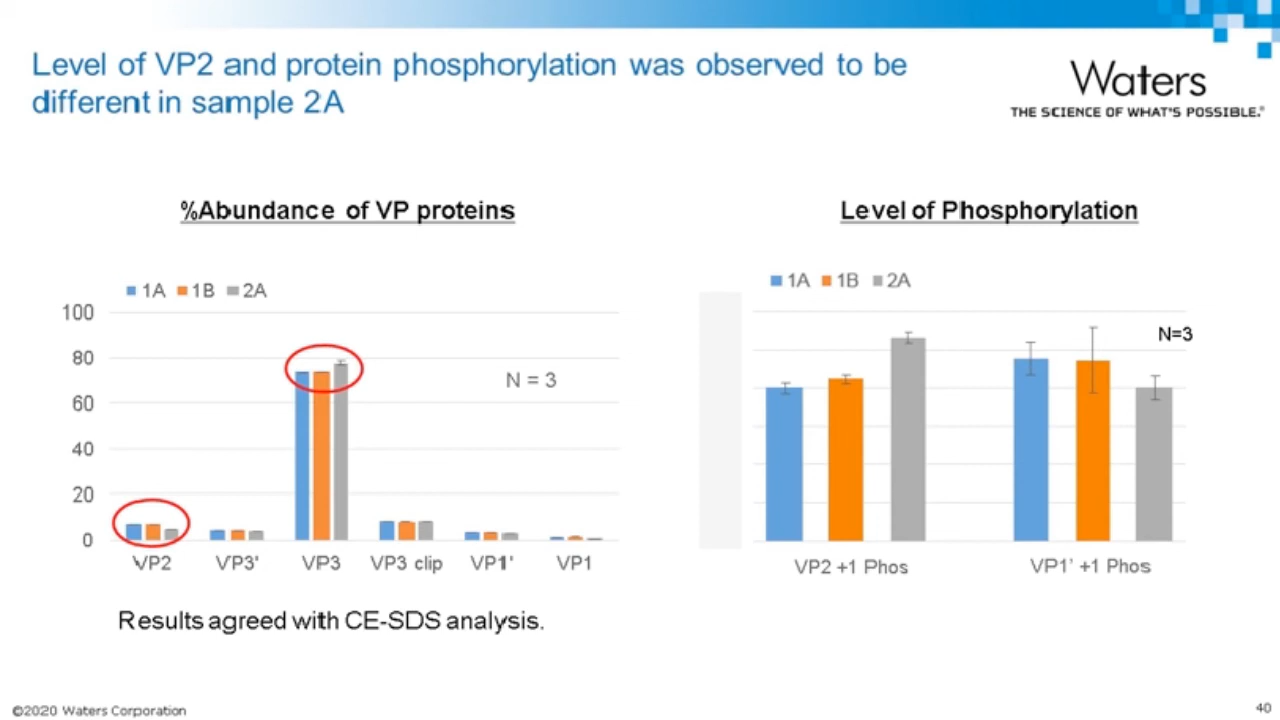 Level of VP2 and protein phosphorylation was observed to be
different in sample 2A
Waters
THE SCIENCE OF WHAT'S POSSIBLE.®
%Abundance of VP proteins
1A 1B 2A
100
80
60
40
20
0
N = 3
VP2 VP3' VP3 VP3 clip VP1' VP1
Results agreed with CE-SDS analysis.
Level of Phosphorylation
1A 1B 2A
N=3
VP2 +1 Phos VP1’ +1 Phos
©2020 Waters Corporation
40